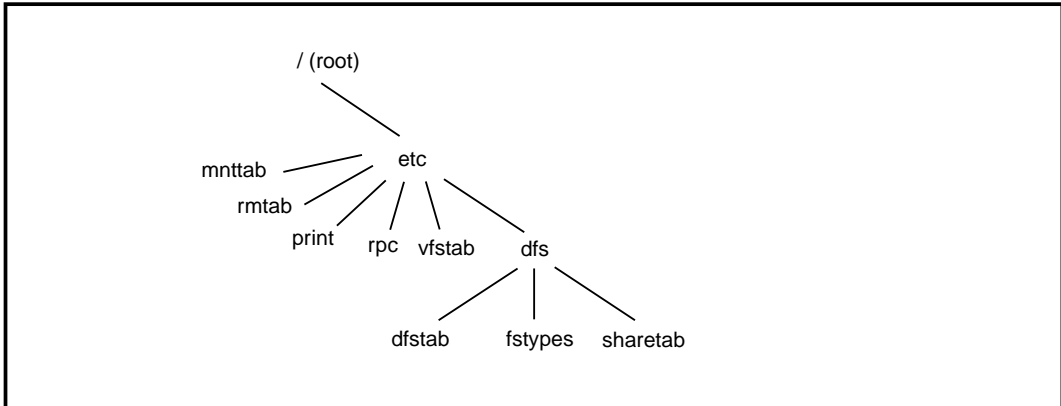 / (root)
etc
mnttab
rmtab
print
rpc
vfstab
dfs
dfstab
fstypes
sharetab